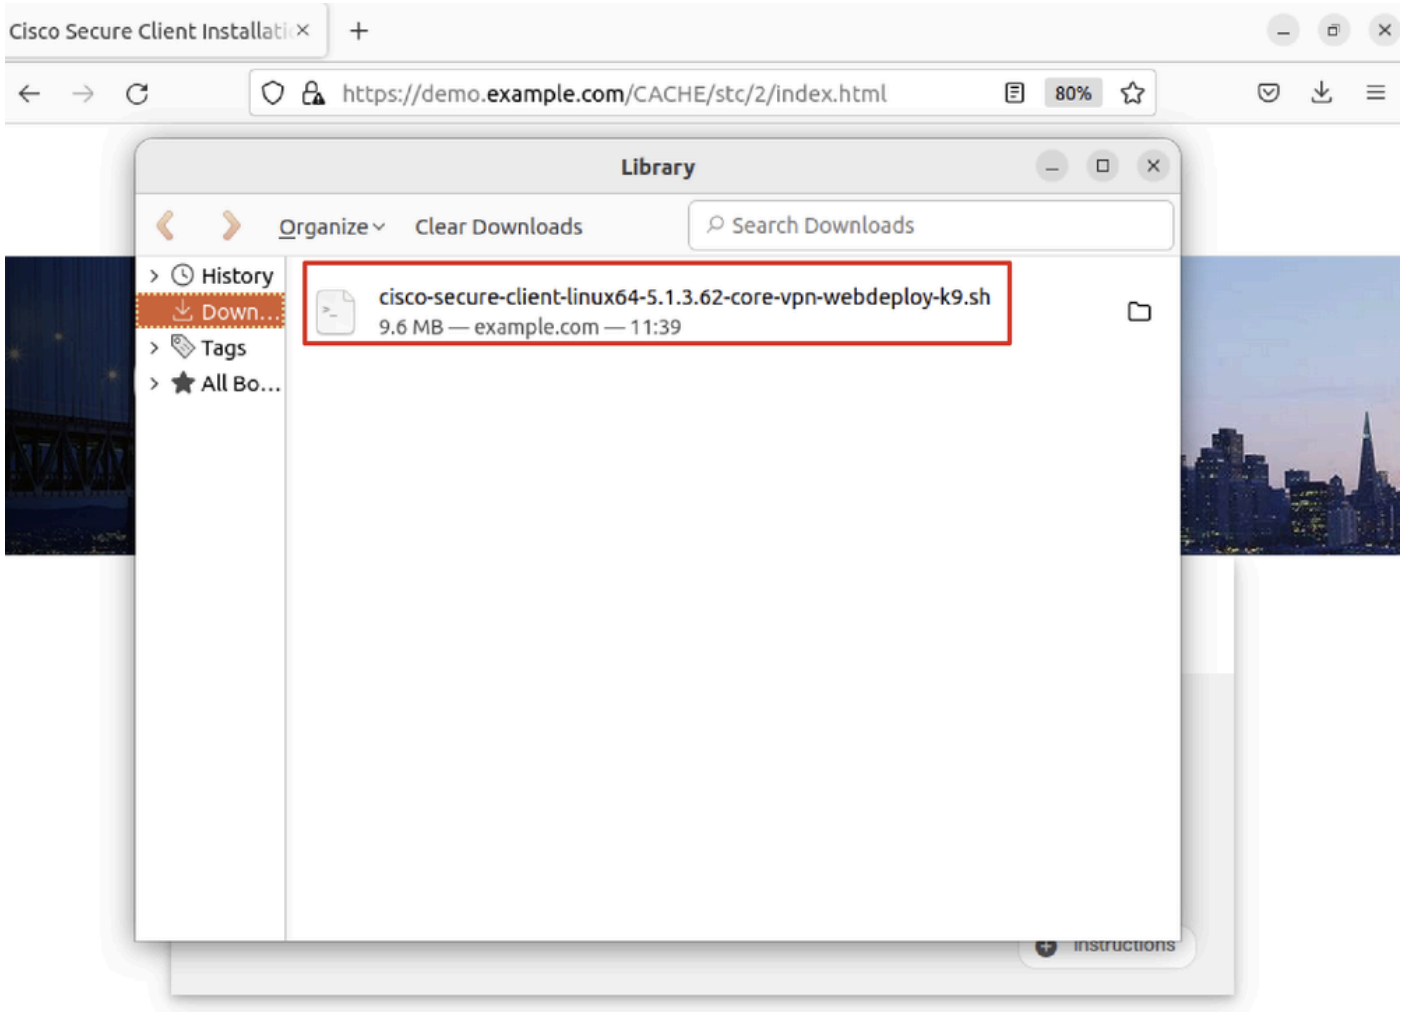 Cisco Secure Client Installati
https://demo.example.com/CACHE/stc/2/index.html
80%
Library
Organize
Clear Downloads
Search Downloads
History
Down...
Tags
All Bo...
cisco-secure-client-linux64-5.1.3.62-core-vpn-webdeploy-k9.sh
9.6 MB — example.com — 11:39
Instructions